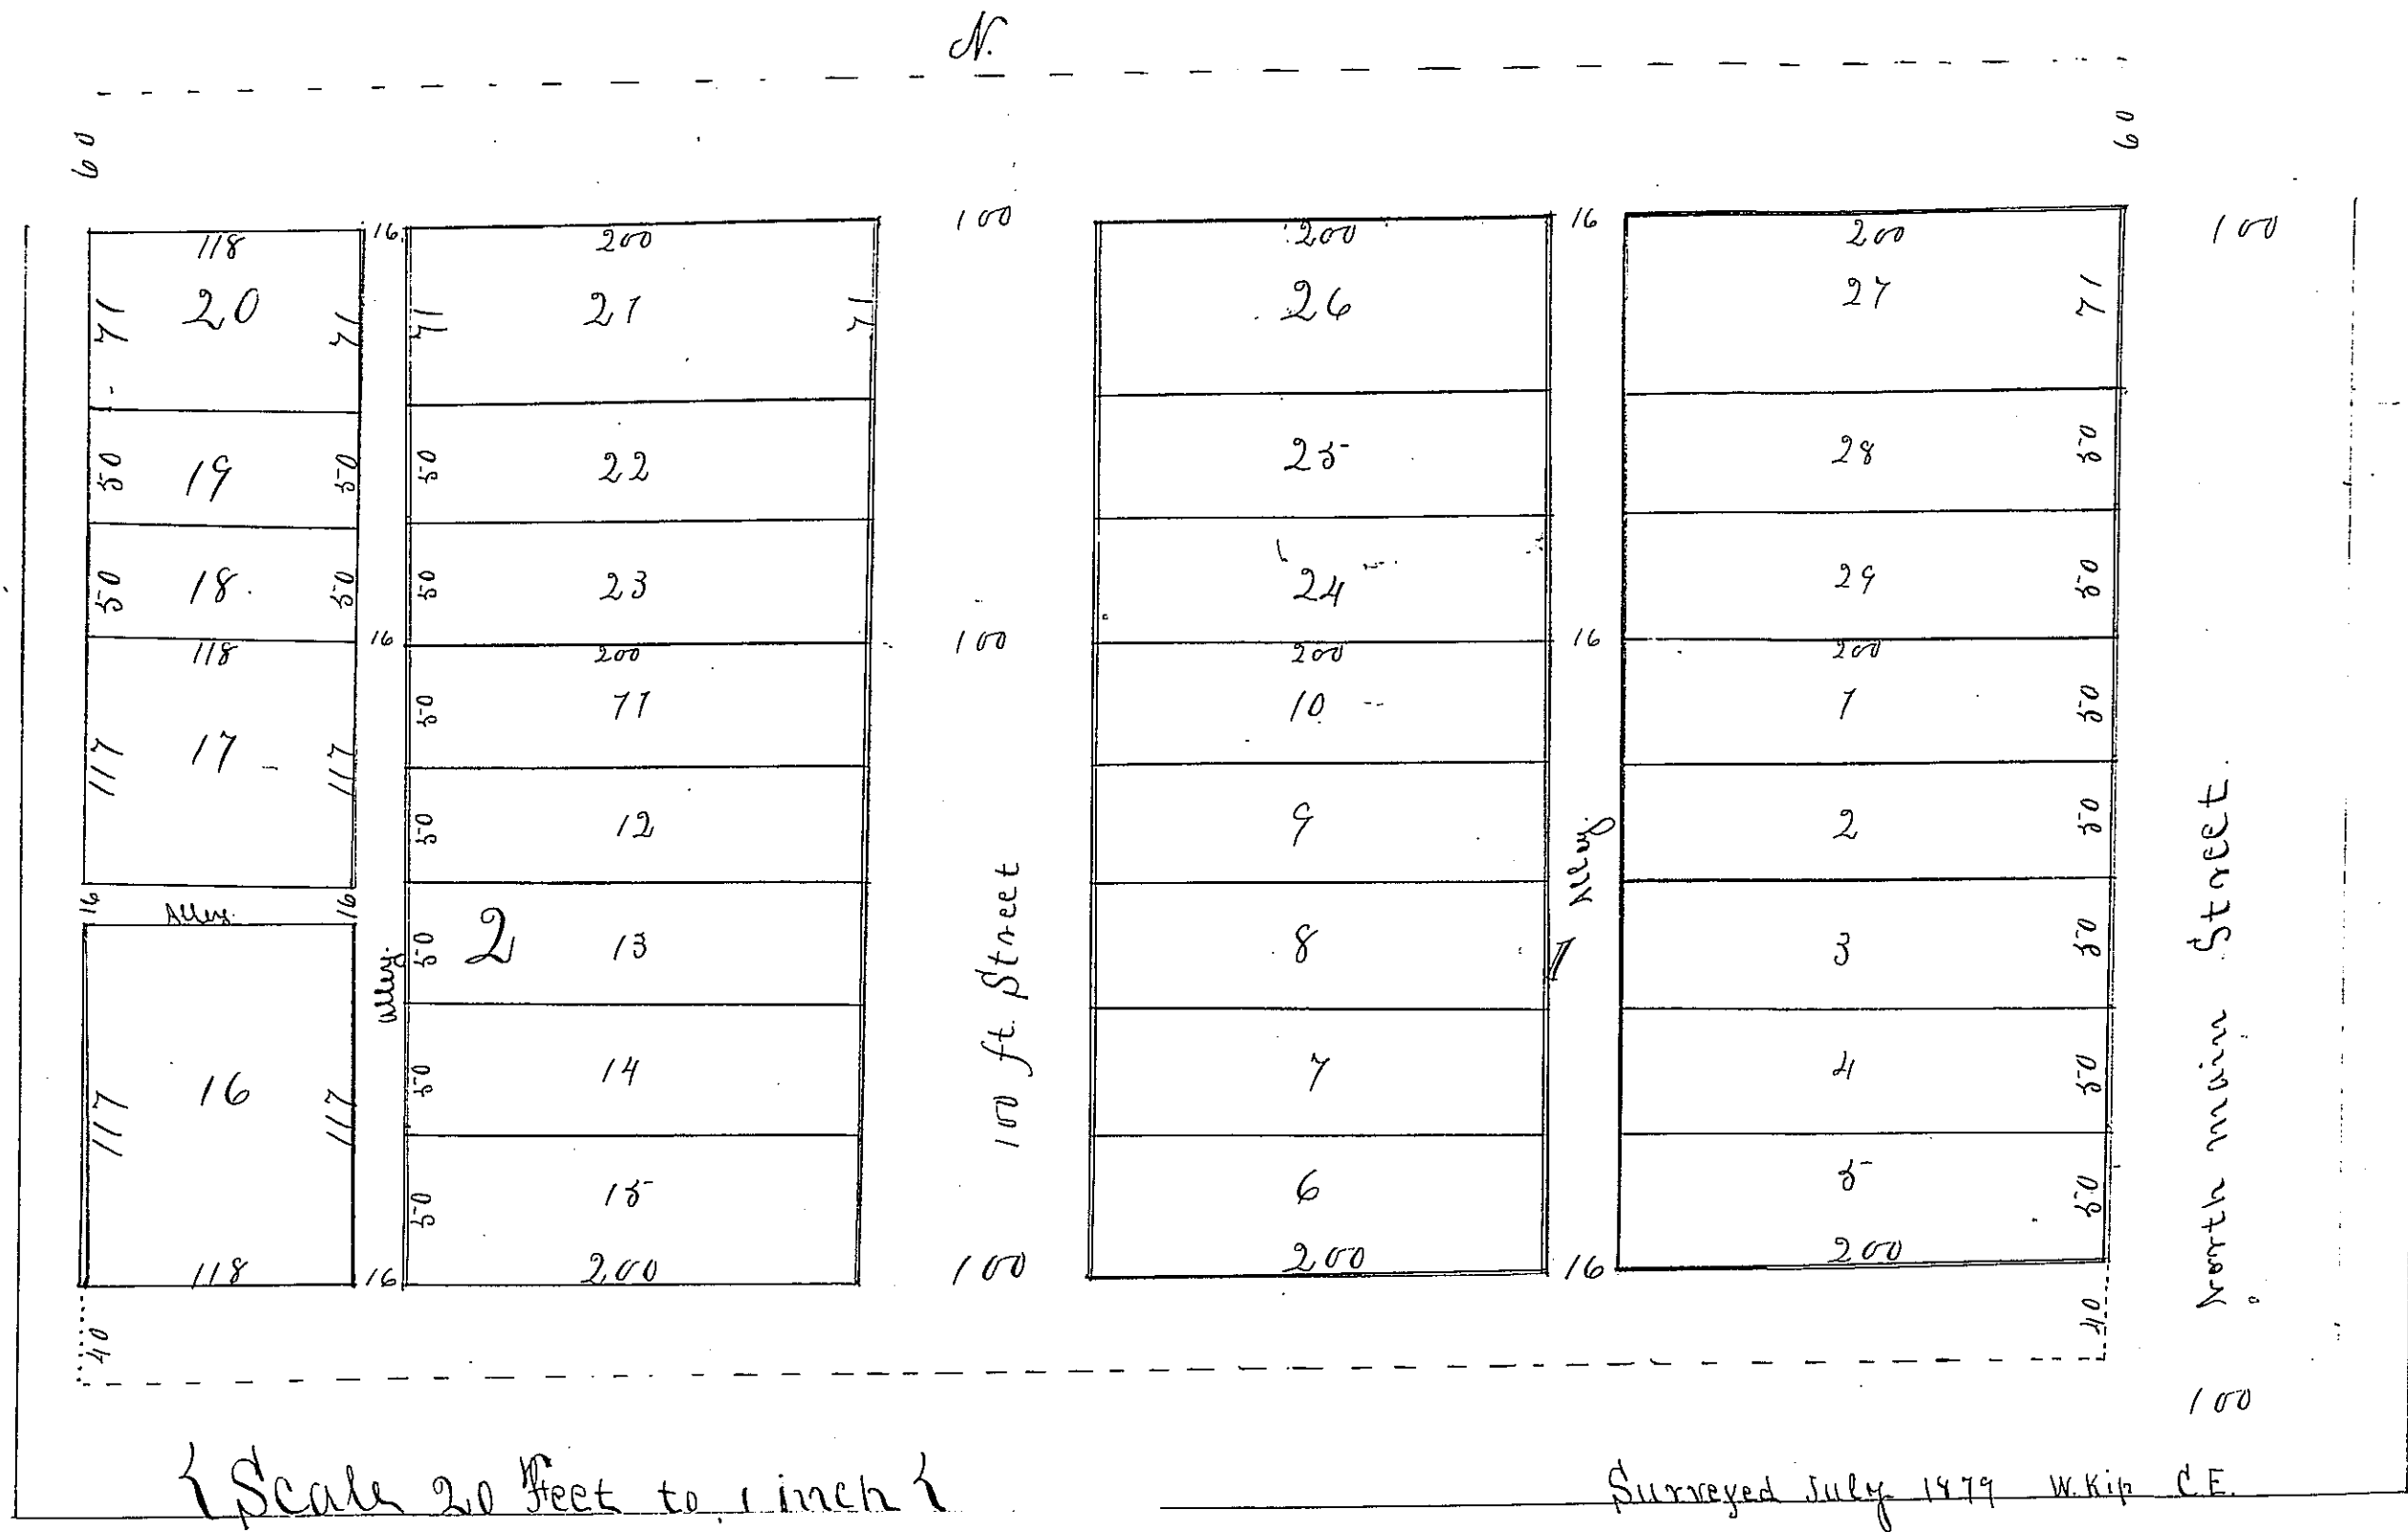 N.
60 60
100 100
118 16 200 200 16 200
20 21 26 27
71 71 71 71 71
19 22 25 28
50 50 50 50
18. 23 24 29
50 50 50 50
16 100 16
118 200 200 200
17 11 10 1
117 117 50 50
12 9 2
50 50
16 Alley. 16
Alley. 2 13 8 1 Alley. 3
50 50
16 14 7 4
117 117 50 50
15 6 5
50 50
118 16 200 100 200 16 200
100 ft. Street
North main Street.
40 40
100
{Scale 20 Feet to 1 inch{
Surveyed July 1879 W. Kip C.E.